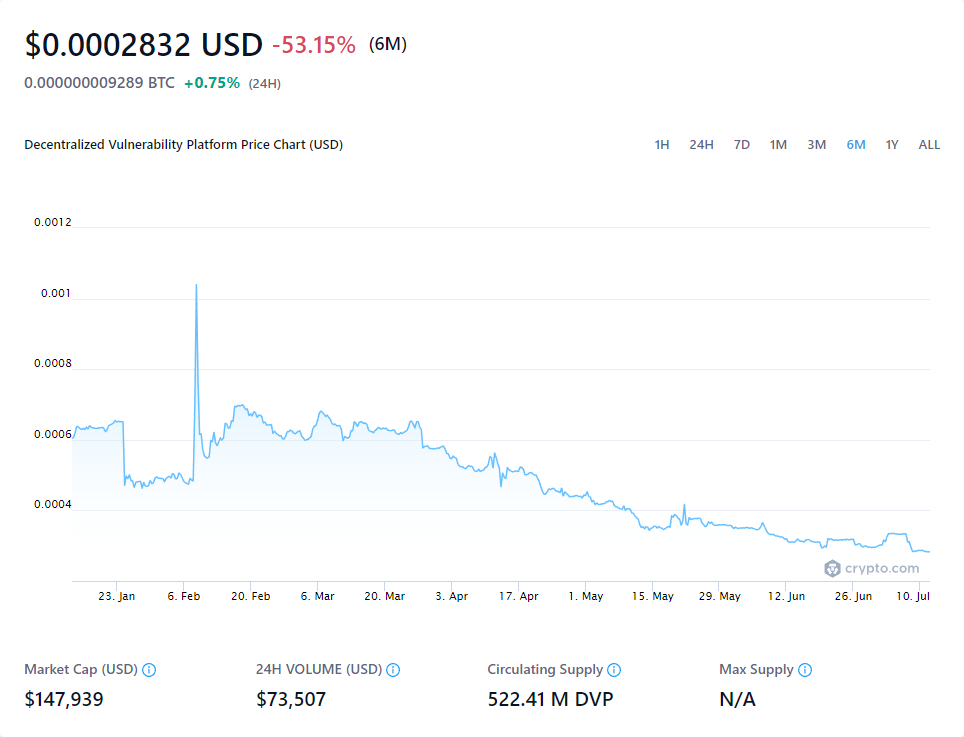 $0.0002832 USD -53.15% (6M)
0.000000009289 BTC +0.75% (24H)
Decentralized Vulnerability Platform Price Chart (USD) 1H 24H 7D 1M 3M 6M 1Y ALL
0.0012
0.001
0.0008
0.0006
0.0004
crypto.com
23. Jan 6. Feb 20. Feb 6. Mar 20. Mar 3. Apr 17. Apr 1. May 15. May 29. May 12. Jun 26. Jun 10. Jul
Market Cap (USD) 24H VOLUME (USD) Circulating Supply Max Supply
$147,939 $73,507 522.41 M DVP N/A